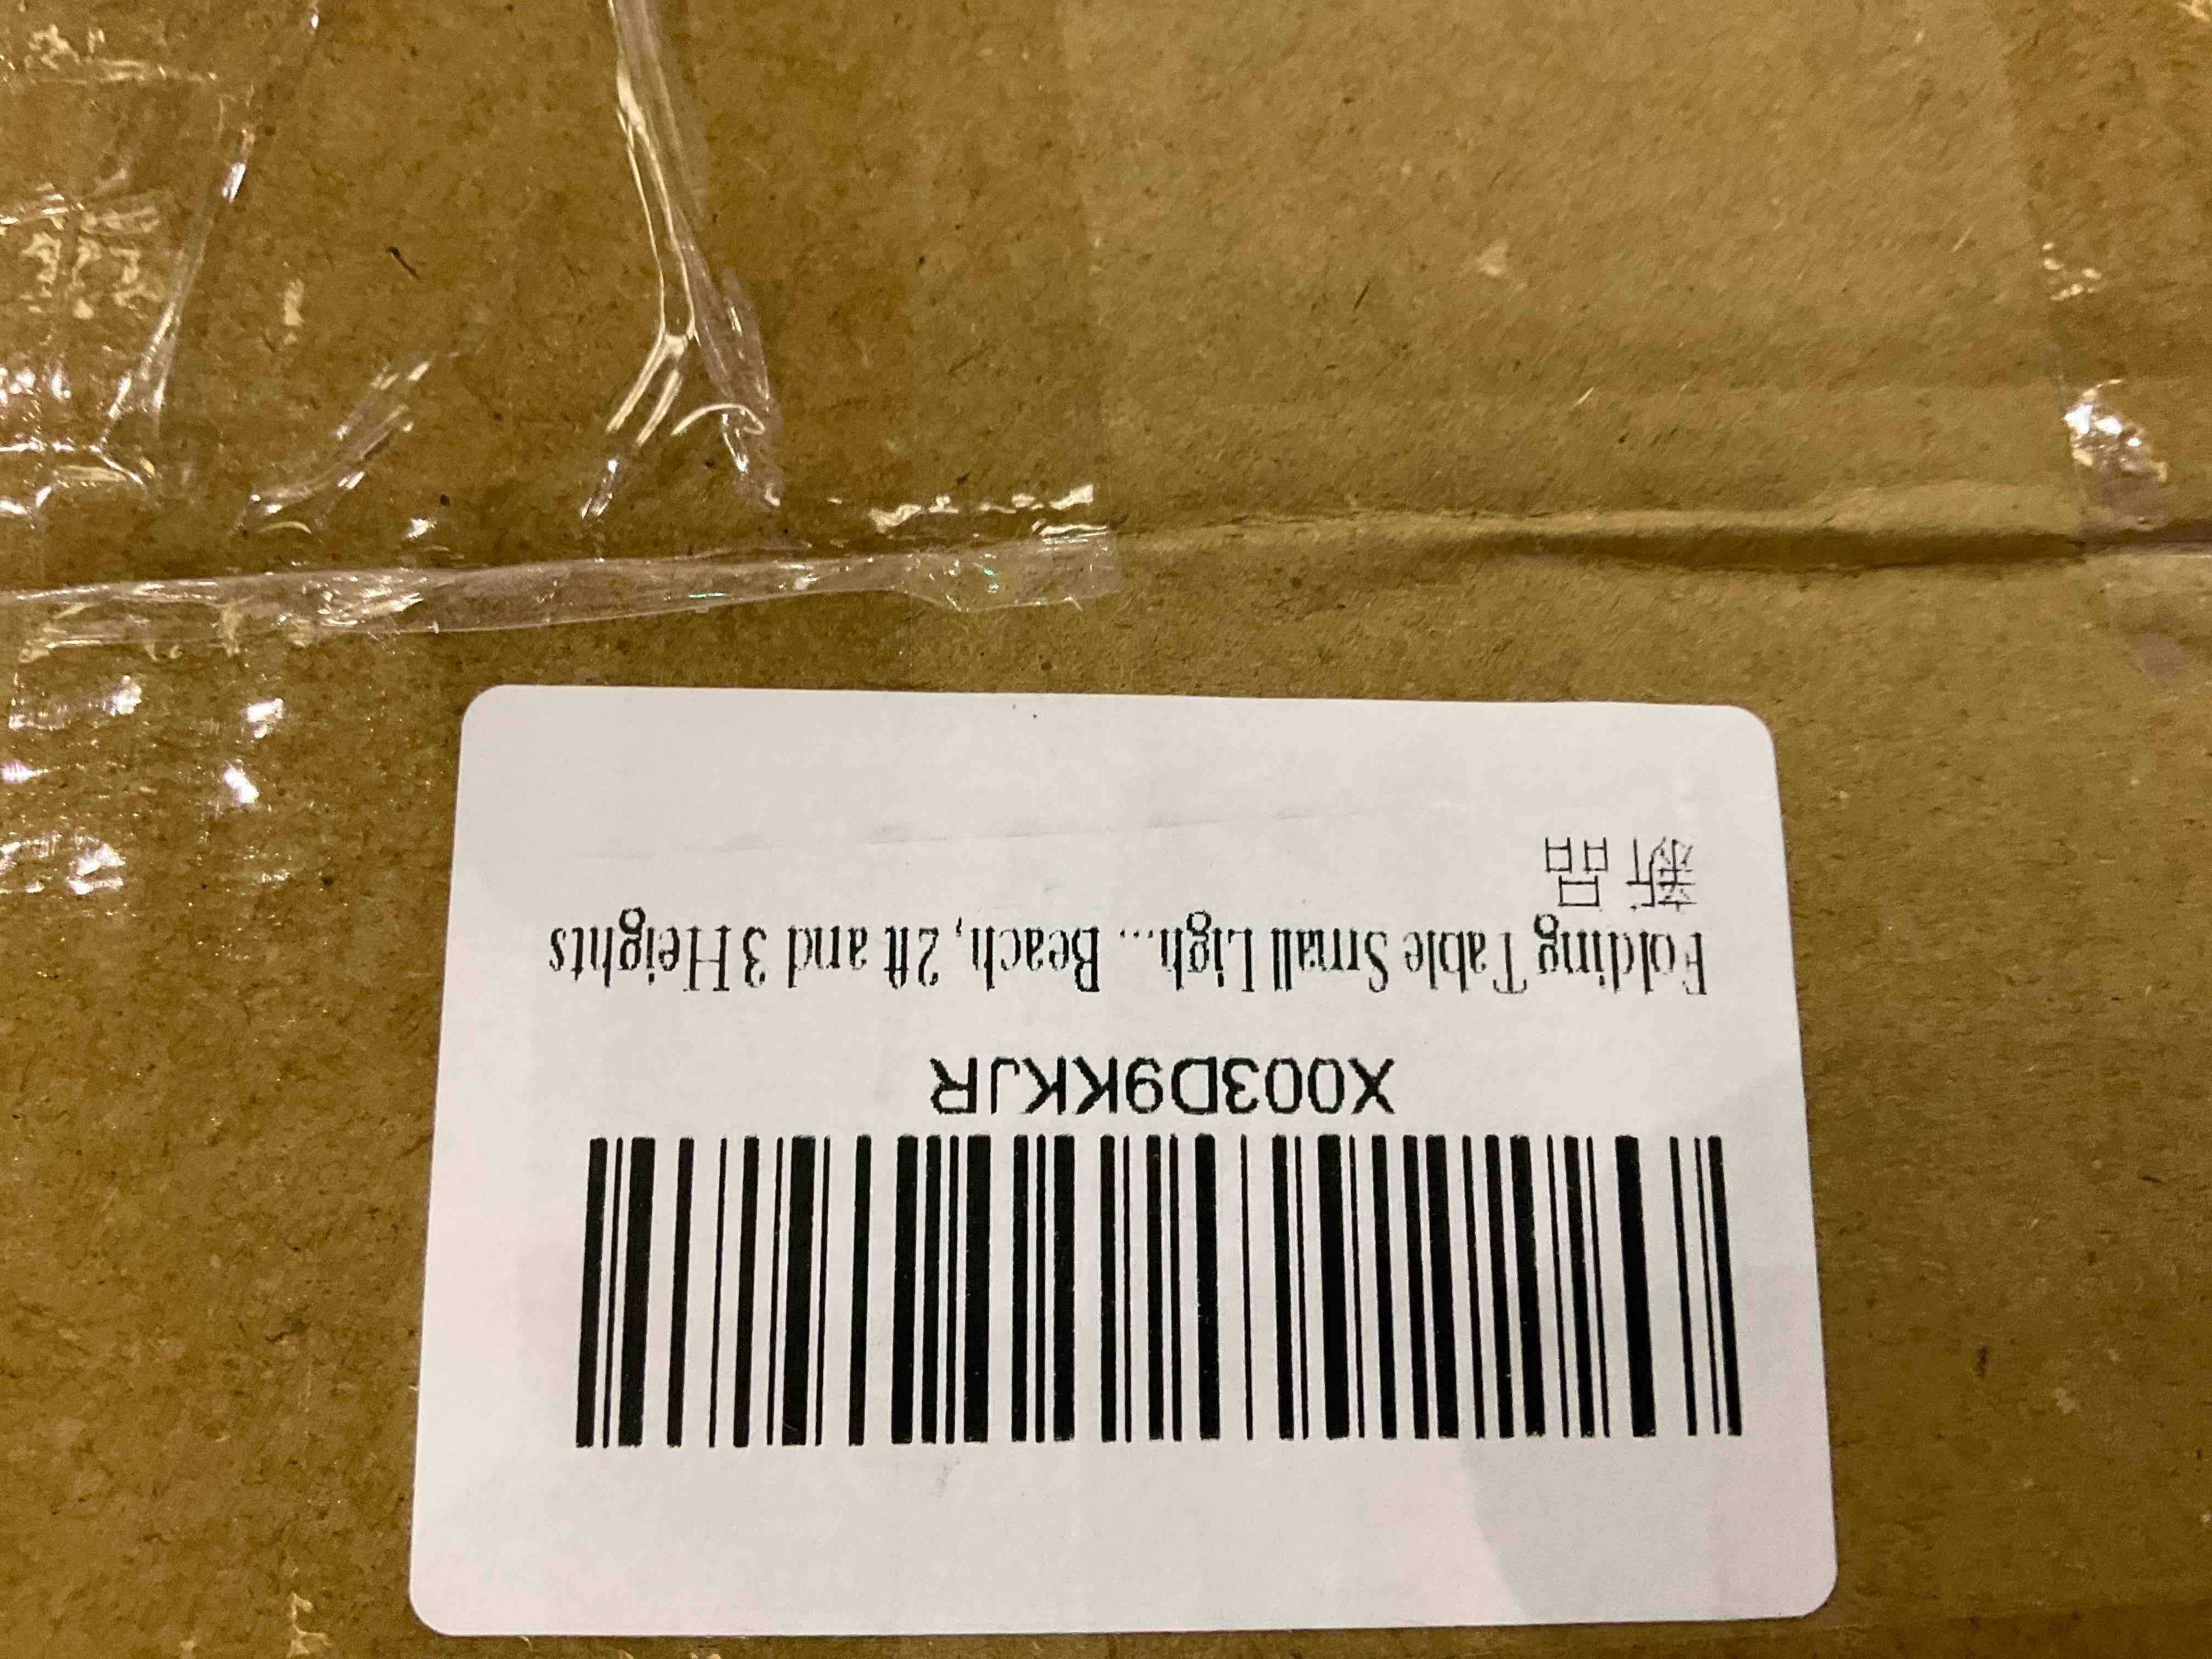 X003D9KKJR
Folding Table Small Ligh... Beach, 2ft and 3 Heights
新品